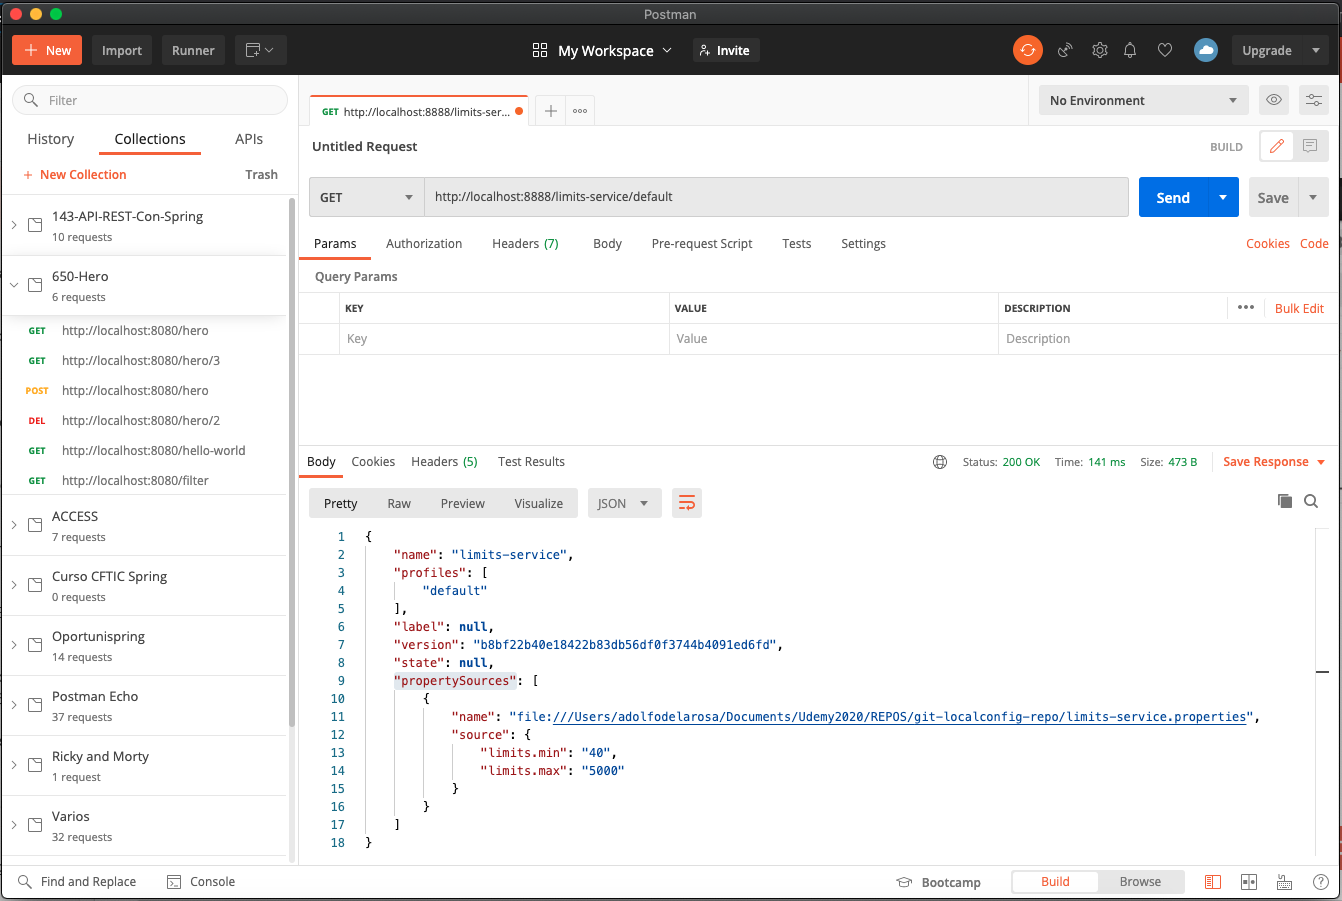 Postman
New
Import
Runner
My Workspace
Invite
Upgrade
Filter
History
Collections
APIs
+ New Collection
Trash
143-API-REST-Con-Spring
10 requests
650-Hero
6 requests
GET http://localhost:8080/hero
GET http://localhost:8080/hero/3
POST http://localhost:8080/hero
DEL http://localhost:8080/hero/2
GET http://localhost:8080/hello-world
GET http://localhost:8080/filter
ACCESS
7 requests
Curso CFTIC Spring
0 requests
Oportunispring
14 requests
Postman Echo
37 requests
Ricky and Morty
1 request
Varios
32 requests
GET http://localhost:8888/limits-ser...
No Environment
Untitled Request
BUILD
GET
http://localhost:8888/limits-service/default
Send
Save
Params
Authorization
Headers (7)
Body
Pre-request Script
Tests
Settings
Cookies
Code
Query Params
KEY
VALUE
DESCRIPTION
Bulk Edit
Key
Value
Description
Body
Cookies
Headers (5)
Test Results
Status: 200 OK
Time: 141 ms
Size: 473 B
Save Response
Pretty
Raw
Preview
Visualize
JSON
1 {
2 "name": "limits-service",
3 "profiles": [
4 "default"
5 ],
6 "label": null,
7 "version": "b8bf22b40e18422b83db56df0f3744b4091ed6fd",
8 "state": null,
9 "propertySources": [
10 {
11 "name": "file:///Users/adolfodelarosa/Documents/Udemy2020/REPOS/git-localconfig-repo/limits-service.properties",
12 "source": {
13 "limits.min": "40",
14 "limits.max": "5000"
15 }
16 }
17 ]
18 }
Find and Replace
Console
Bootcamp
Build
Browse